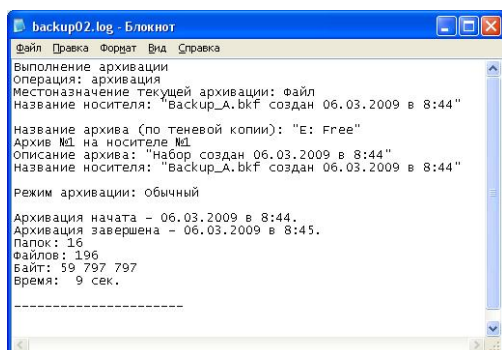 backup02.log - Блокнот
Файл Правка Формат Вид Справка
Выполнение архивации
Операция: архивация
Местоназначение текущей архивации: Файл
Название носителя: "Backup_A.bkf создан 06.03.2009 в 8:44"
Название архива (по теневой копии): "E: Free"
Архив №1 на носителе №1
Описание архива: "Набор создан 06.03.2009 в 8:44"
Название носителя: "Backup_A.bkf создан 06.03.2009 в 8:44"
Режим архивации: Обычный
Архивация начата - 06.03.2009 в 8:44.
Архивация завершена - 06.03.2009 в 8:45.
Папок: 16
Файлов: 196
Байт: 59 797 797
Время:  9 сек.
----------------------